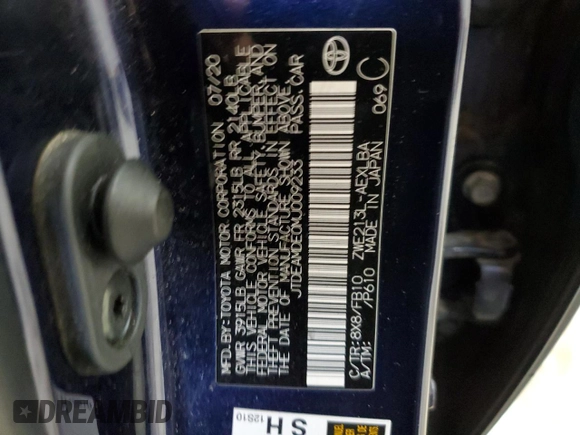 MFD.BY:TOYOTA MOTOR CORPORATION 07/20
GVWR 3915LB GAWR FR 2315LB RR 2140LB
THIS VEHICLE CONFORMS TO ALL APPLICABLE
FEDERAL MOTOR VEHICLE SAFETY, BUMPER, AND
THEFT PREVENTION STANDARDS IN EFFECT ON
THE DATE OF MANUFACTURE SHOWN ABOVE.
JTDEAMDE0MJ009233 PASS.CAR
C/TR:8X8/FB10 ZWE213L-AEXLBA
A/TM: /P610 MADE IN JAPAN
069 C
12S10
S H
DREAMBID